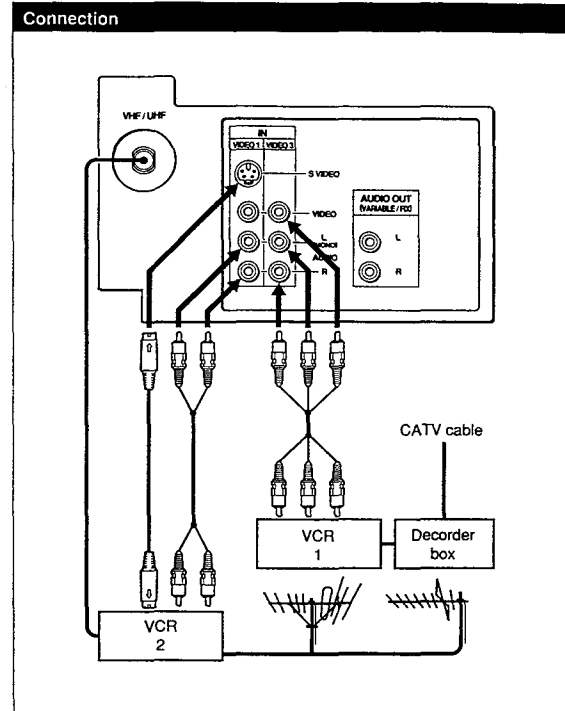 Connection
VHF / UHF
IN
VIDEO 1 VIDEO 3
S VIDEO
VIDEO
L
(MONO)
AUDIO
R
AUDIO OUT
(VARIABLE / FIX)
L
R
CATV cable
VCR
1
Decorder
box
VCR
2